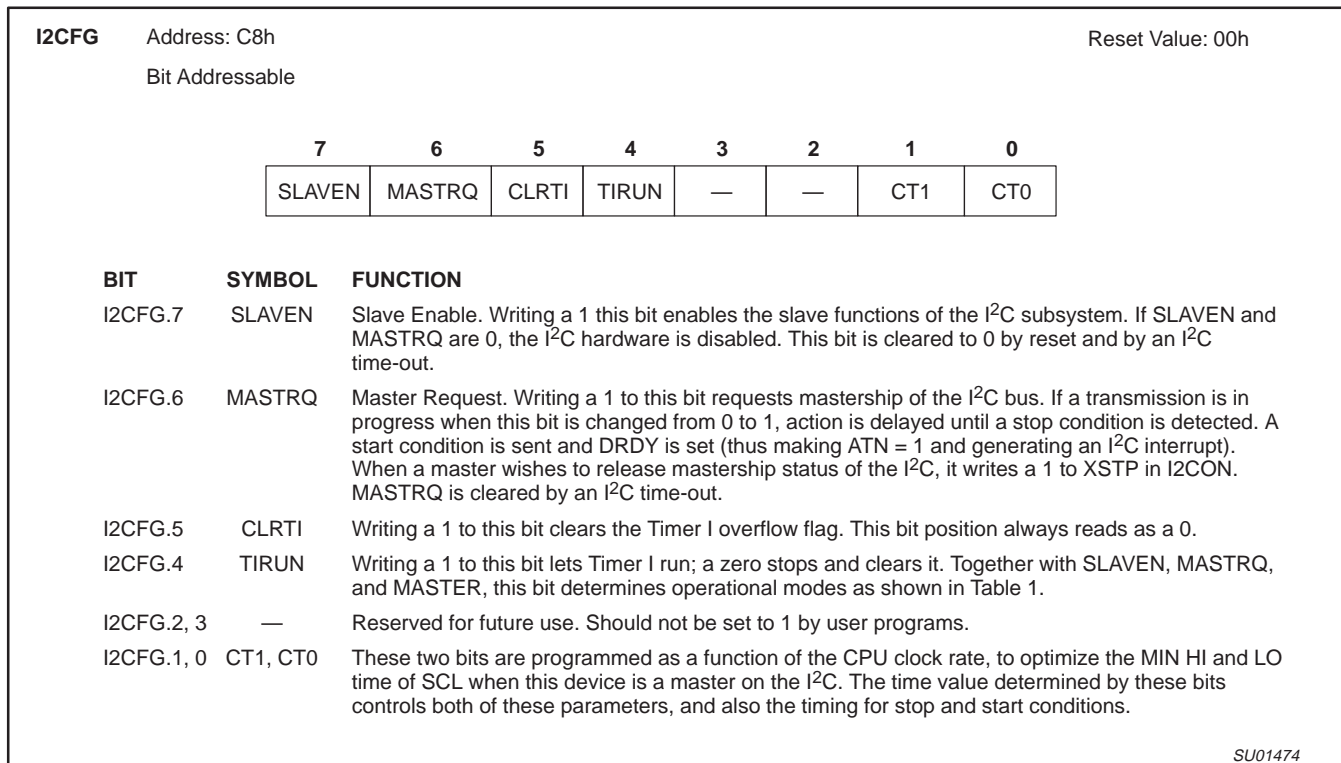 I2CFG Address: C8h Reset Value: 00h
Bit Addressable
7 6 5 4 3 2 1 0
SLAVEN MASTRQ CLRTI TIRUN — — CT1 CT0
BIT SYMBOL FUNCTION
I2CFG.7 SLAVEN Slave Enable. Writing a 1 this bit enables the slave functions of the I²C subsystem. If SLAVEN and
MASTRQ are 0, the I²C hardware is disabled. This bit is cleared to 0 by reset and by an I²C
time-out.
I2CFG.6 MASTRQ Master Request. Writing a 1 to this bit requests mastership of the I²C bus. If a transmission is in
progress when this bit is changed from 0 to 1, action is delayed until a stop condition is detected. A
start condition is sent and DRDY is set (thus making ATN = 1 and generating an I²C interrupt).
When a master wishes to release mastership status of the I²C, it writes a 1 to XSTP in I2CON.
MASTRQ is cleared by an I²C time-out.
I2CFG.5 CLRTI Writing a 1 to this bit clears the Timer I overflow flag. This bit position always reads as a 0.
I2CFG.4 TIRUN Writing a 1 to this bit lets Timer I run; a zero stops and clears it. Together with SLAVEN, MASTRQ,
and MASTER, this bit determines operational modes as shown in Table 1.
I2CFG.2, 3 — Reserved for future use. Should not be set to 1 by user programs.
I2CFG.1, 0 CT1, CT0 These two bits are programmed as a function of the CPU clock rate, to optimize the MIN HI and LO
time of SCL when this device is a master on the I²C. The time value determined by these bits
controls both of these parameters, and also the timing for stop and start conditions.
SU01474